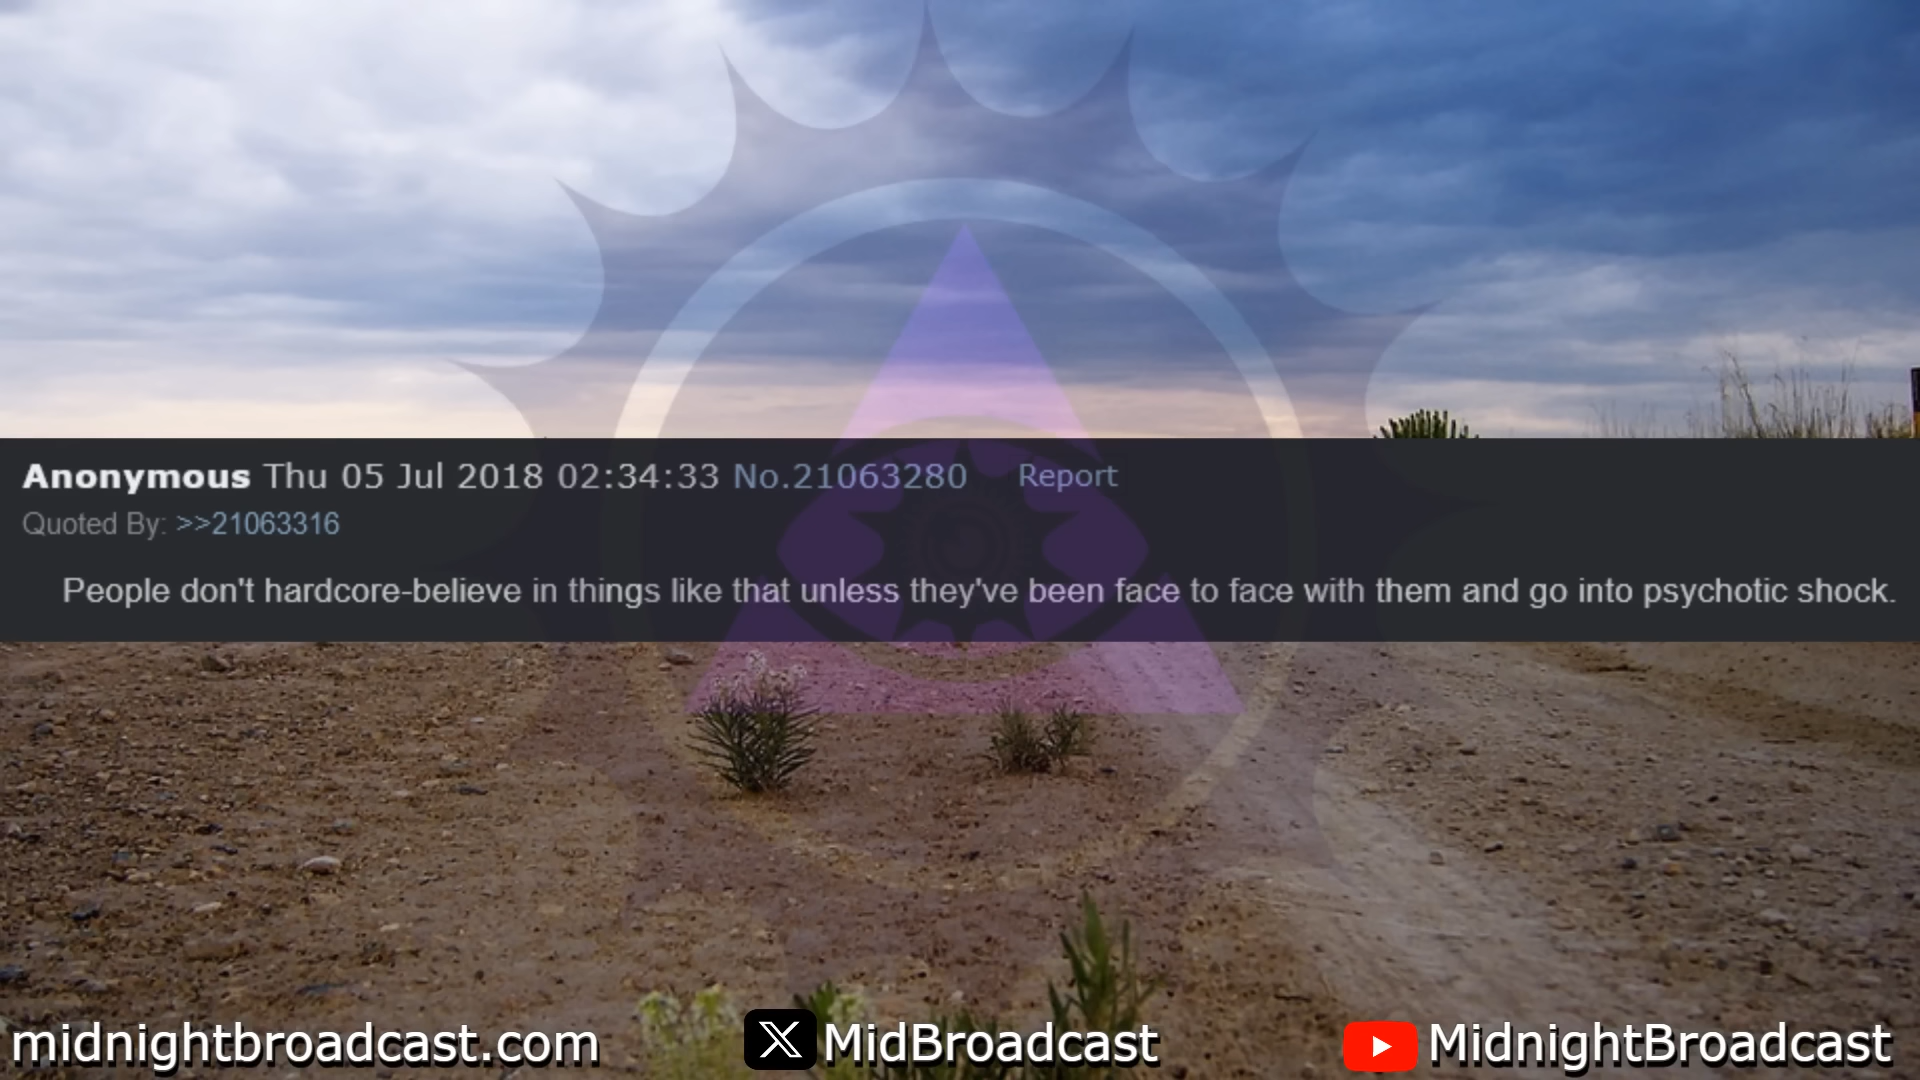 Anonymous Thu 05 Jul 2018 02:34:33 No.21063280 Report
Quoted By: >>21063316
People don't hardcore-believe in things like that unless they've been face to face with them and go into psychotic shock.
midnightbroadcast.com MidBroadcast MidnightBroadcast